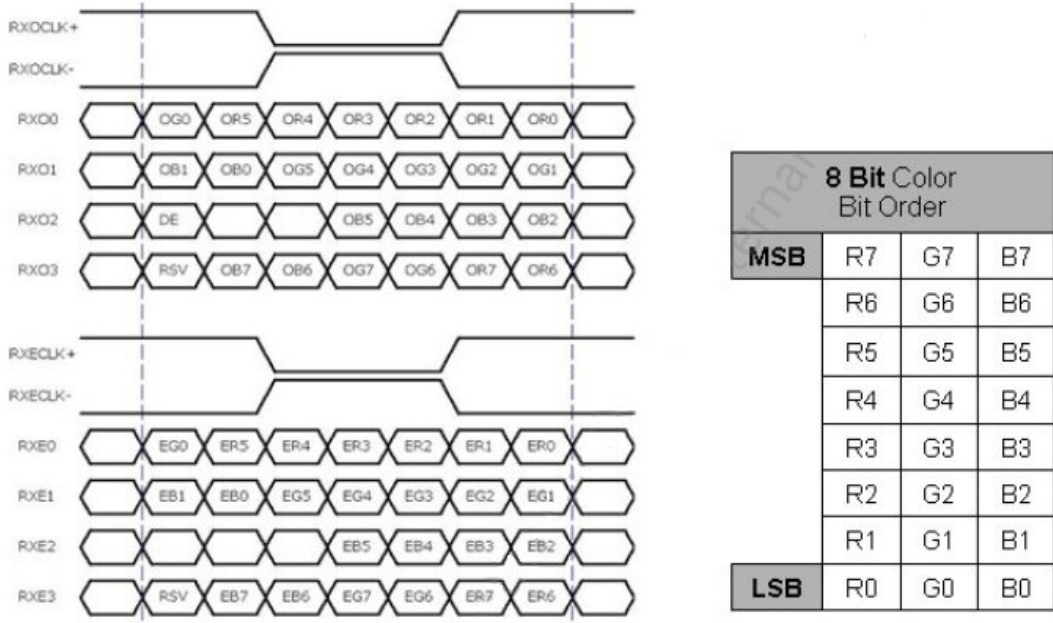 RXOCLK+
RXOCLK-
RXO0 OG0 OR5 OR4 OR3 OR2 OR1 OR0
RXO1 OB1 OB0 OG5 OG4 OG3 OG2 OG1
RXO2 DE OB5 OB4 OB3 OB2
RXO3 RSV OB7 OB6 OG7 OG6 OR7 OR6
RXECLK+
RXECLK-
RXE0 EG0 ER5 ER4 ER3 ER2 ER1 ER0
RXE1 EB1 EB0 EG5 EG4 EG3 EG2 EG1
RXE2 EB5 EB4 EB3 EB2
RXE3 RSV EB7 EB6 EG7 EG6 ER7 ER6
8 Bit Color
Bit Order
MSB R7 G7 B7
R6 G6 B6
R5 G5 B5
R4 G4 B4
R3 G3 B3
R2 G2 B2
R1 G1 B1
LSB R0 G0 B0